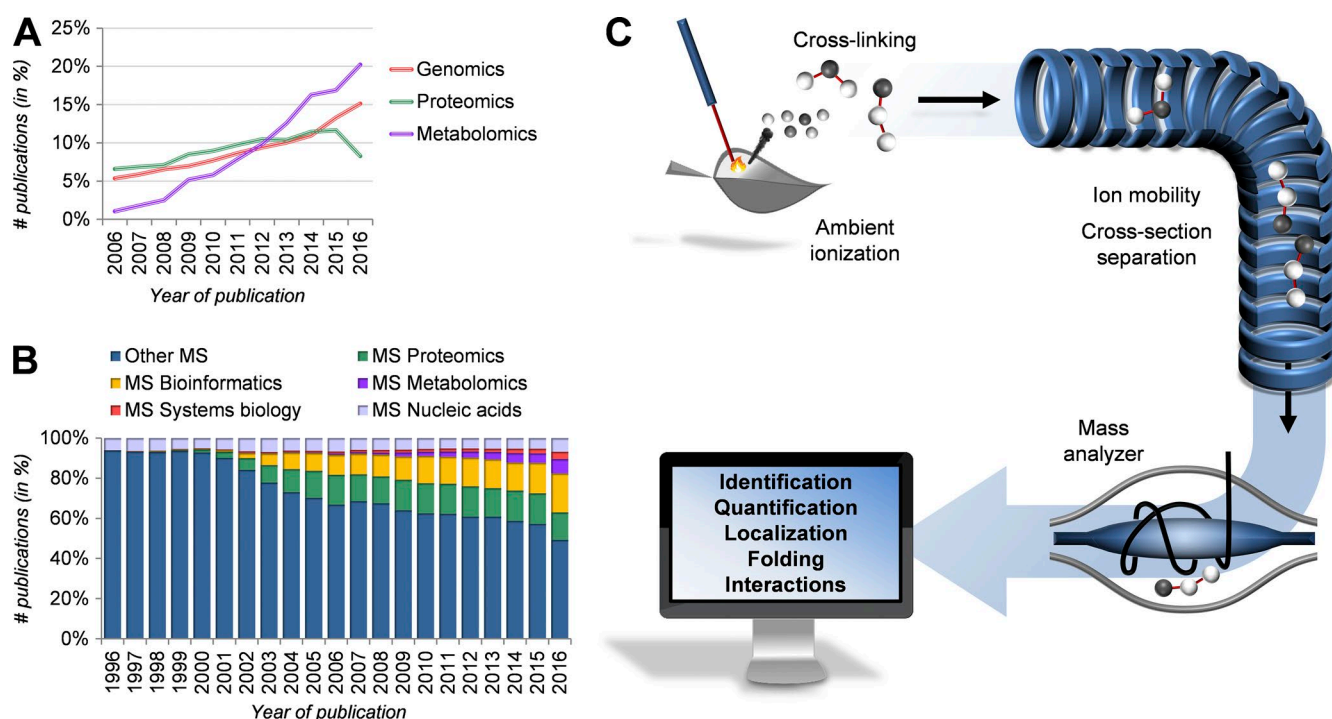 A
# publications (in %)
25%
20%
15%
10%
5%
0%
2006
2007
2008
2009
2010
2011
2012
2013
2014
2015
2016
Year of publication
Genomics
Proteomics
Metabolomics
B
Other MS
MS Proteomics
MS Bioinformatics
MS Metabolomics
MS Systems biology
MS Nucleic acids
# publications (in %)
100%
80%
60%
40%
20%
0%
1996
1997
1998
1999
2000
2001
2002
2003
2004
2005
2006
2007
2008
2009
2010
2011
2012
2013
2014
2015
2016
Year of publication
C
Cross-linking
Ambient
ionization
Ion mobility
Cross-section
separation
Mass
analyzer
Identification
Quantification
Localization
Folding
Interactions